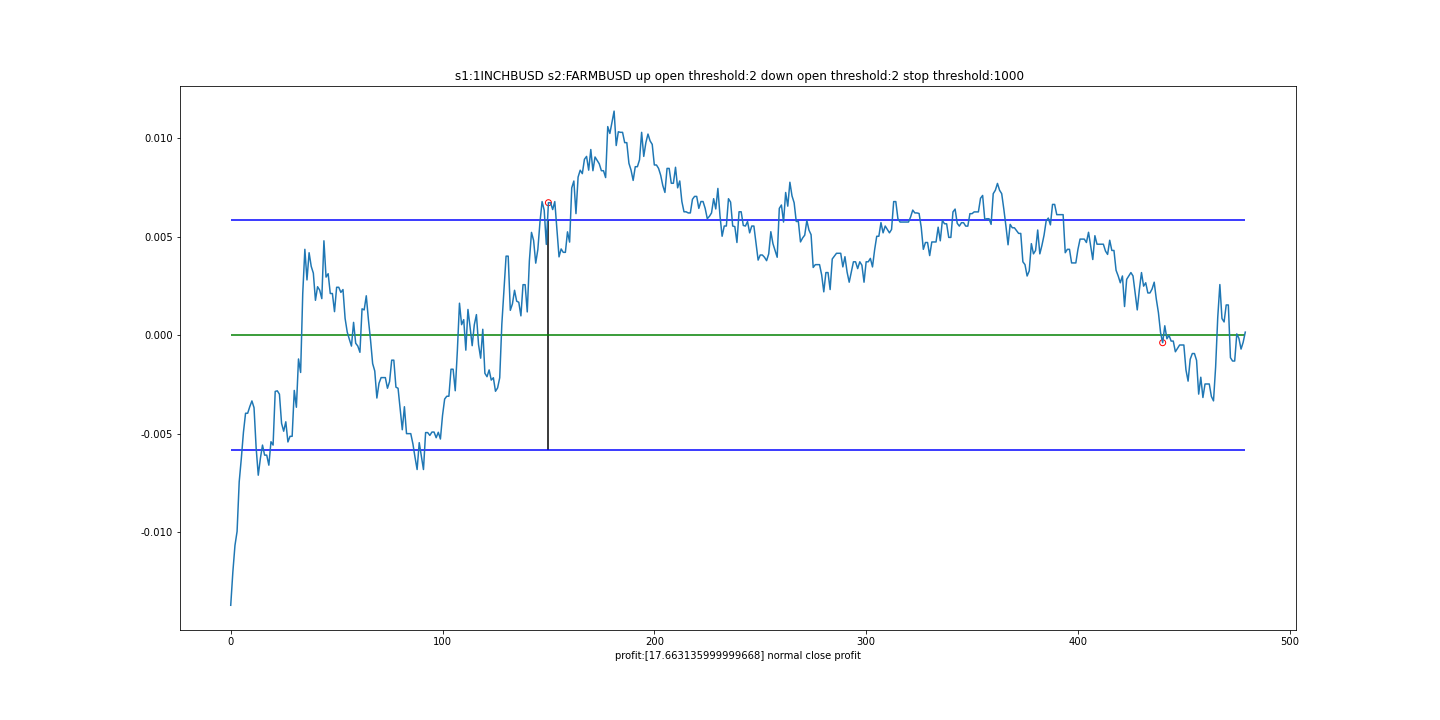 s1:1INCHBUSD s2:FARMBUSD up open threshold:2 down open threshold:2 stop threshold:1000
0.010
0.005
0.000
-0.005
-0.010
0 100 200 300 400 500
profit:[17.663135999999668] normal close profit